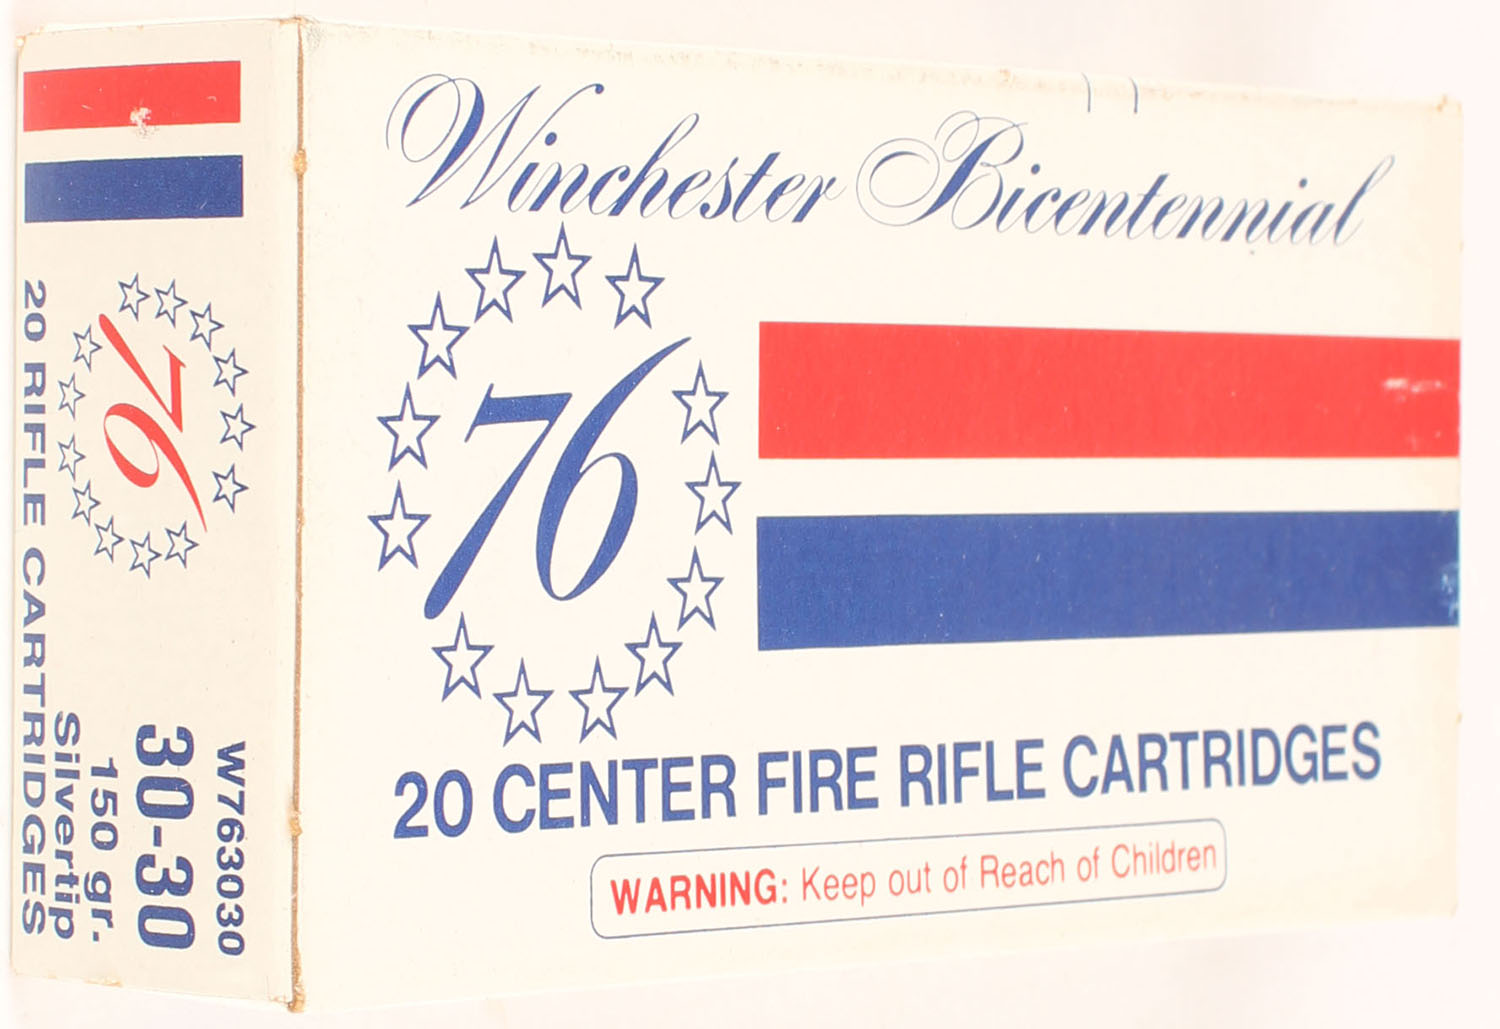 Winchester Bicentennial
76
20 CENTER FIRE RIFLE CARTRIDGES
WARNING: Keep out of Reach of Children
76
W763030
30-30
150 gr.
Silvertip
20 RIFLE CARTRIDGES